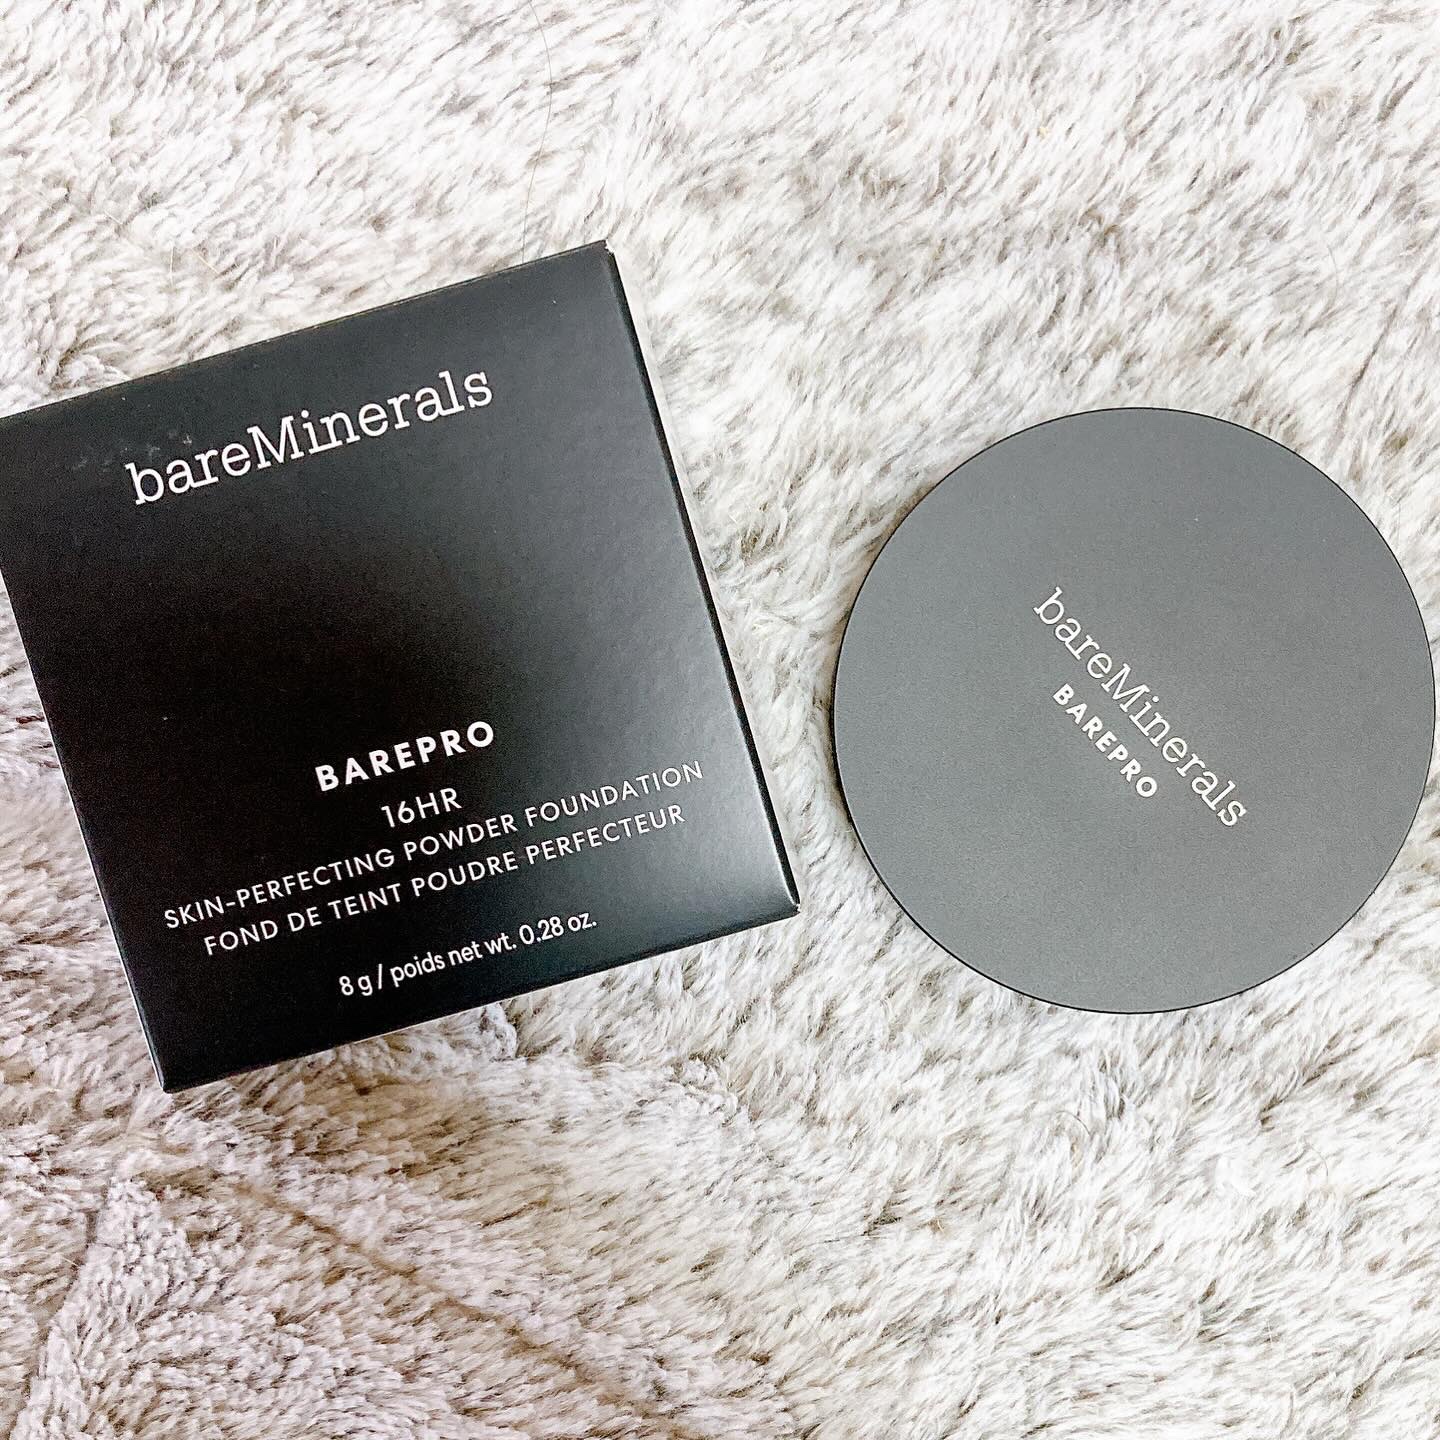 bareMinerals
BAREPRO
16HR
SKIN-PERFECTING POWDER FOUNDATION
FOND DE TEINT POUDRE PERFECTEUR
8 g / poids net wt. 0.28 oz.
bareMinerals
BAREPRO